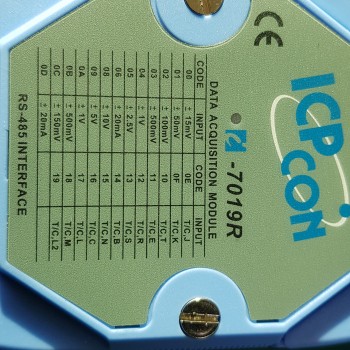 ICP CON
CE
-7019R
DATA ACQUISITION MODULE
CODE INPUT CODE INPUT
00 ± 15mV 0E T/C,J
01 ± 50mV 0F T/C,K
02 ± 100mV 10 T/C,T
03 ± 500mV 11 T/C,E
04 ± 1V 12 T/C,R
05 ± 2.5V 13 T/C,S
06 ± 20mA 14 T/C,B
08 ± 10V 15 T/C,N
09 ± 5V 16 T/C,C
0A ± 1V 17 T/C,L
0B ± 500mV 18 T/C,M
0C ± 150mV 19 T/C,L2
0D ± 20mA
RS-485 INTERFACE